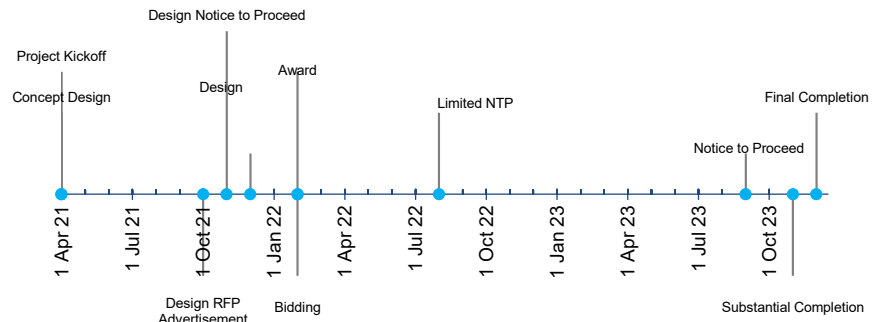 Design Notice to Proceed
Project Kickoff
Award
Design
Concept Design
Limited NTP
Final Completion
Notice to Proceed
1 Apr 21
1 Jul 21
1 Oct 21
1 Jan 22
1 Apr 22
1 Jul 22
1 Oct 22
1 Jan 23
1 Apr 23
1 Jul 23
1 Oct 23
Design RFP
Advertisement
Bidding
Substantial Completion